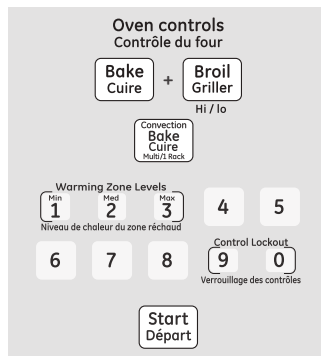 Oven controls
Contrôle du four
Bake
Cuire
+
Broil
Griller
Hi / lo
Convection
Bake
Cuire
Multi/1 Rack
Warming Zone Levels
Min Med Max
1 2 3 4 5
Niveau de chaleur du zone réchaud
Control Lockout
6 7 8 9 0
Verrouillage des contrôles
Start
Départ